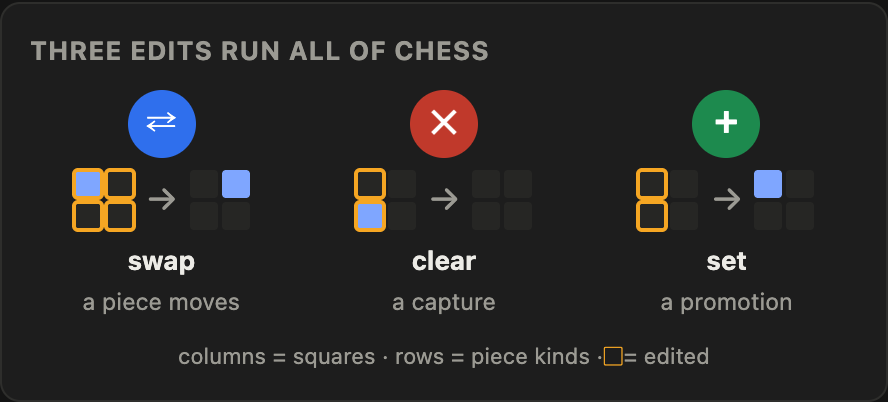 THREE EDITS RUN ALL OF CHESS
swap
clear
set
a piece moves
a capture
a promotion
columns = squares · rows = piece kinds · = edited